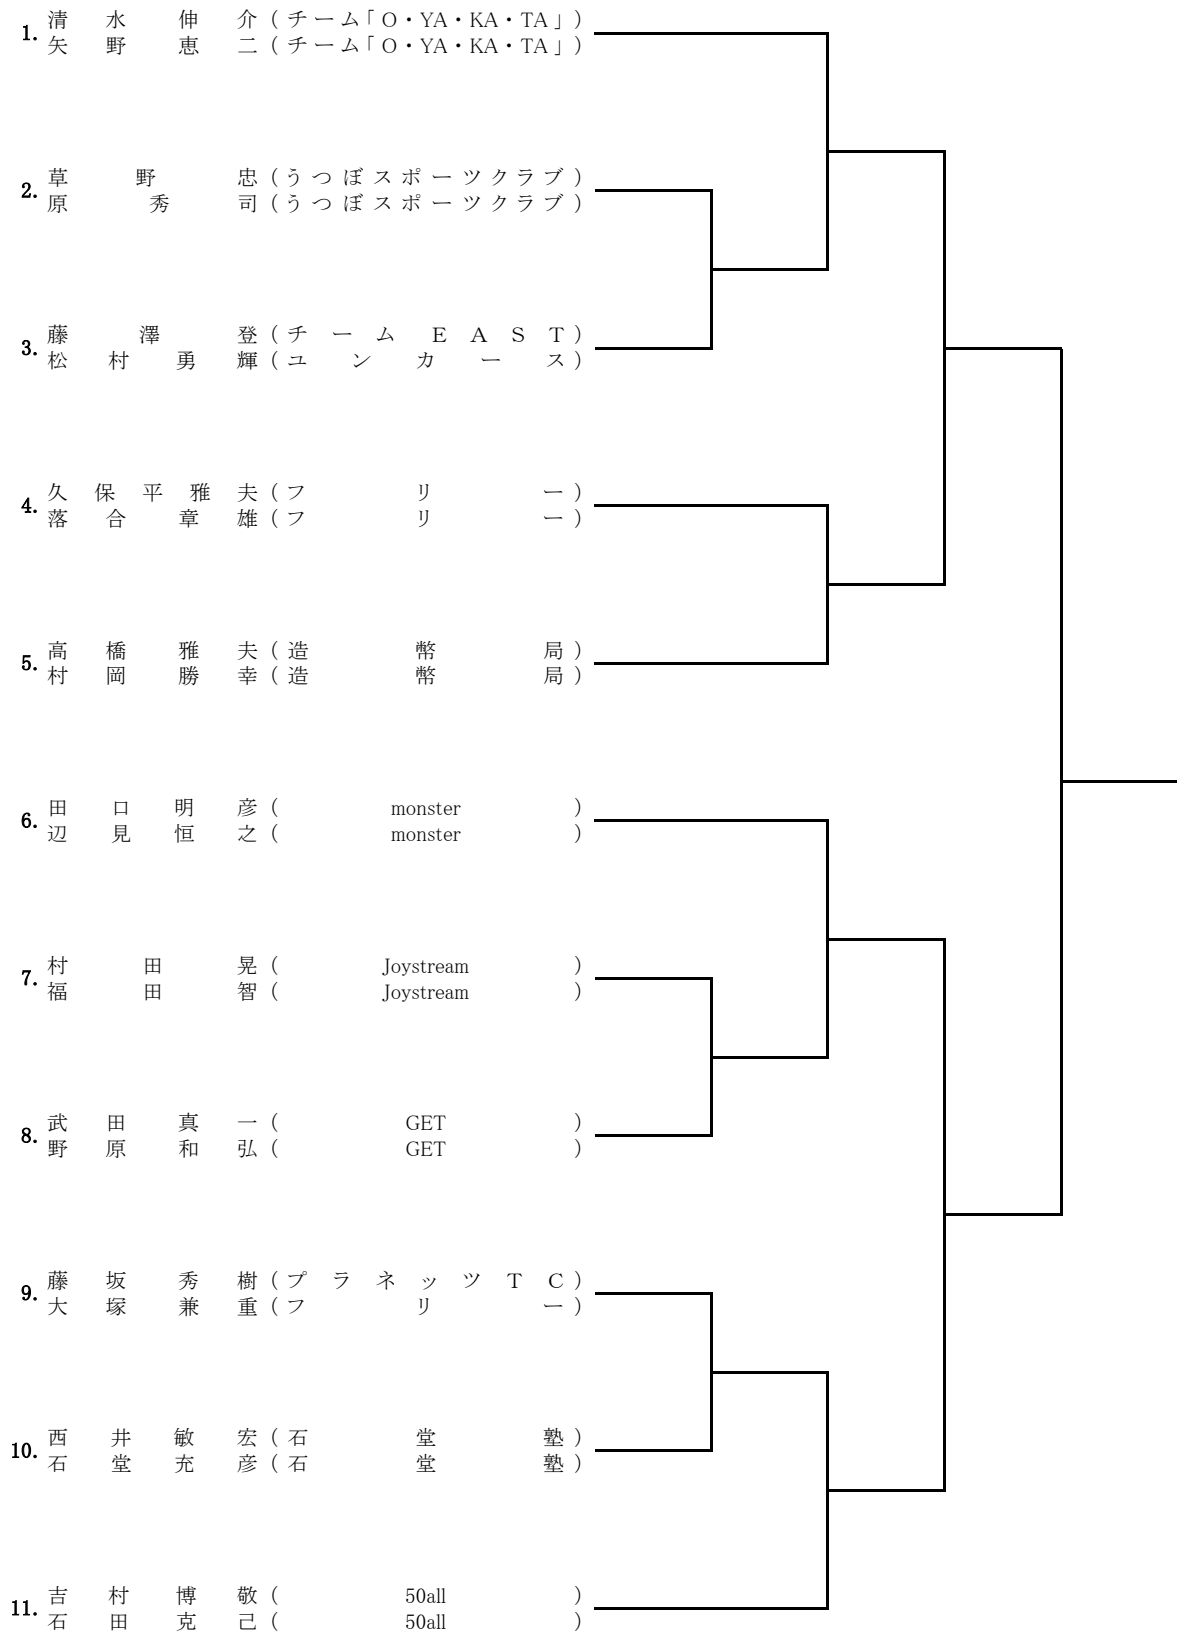 清水伸介(チーム「O・YA・KA・TA」)
1.
矢野恵二(チーム「O・YA・KA・TA」)
草野忠(うつぼスポーツクラブ)
2.
原秀司(うつぼスポーツクラブ)
藤澤登(チームEAST)
3.
松村勇輝(ユンカース)
久保平雅夫(フリー)
4.
落合章雄(フリー)
高橋雅夫(造幣局)
5.
村岡勝幸(造幣局)
田口明彦(monster)
6.
辺見恒之(monster)
村田晃(Joystream)
7.
福田智(Joystream)
武田真一(GET)
8.
野原和弘(GET)
藤坂秀樹(プラネッツTC)
9.
大塚兼重(フリー)
西井敏宏(石堂塾)
10.
石堂充彦(石堂塾)
吉村博敬(50all)
11.
石田克己(50all)